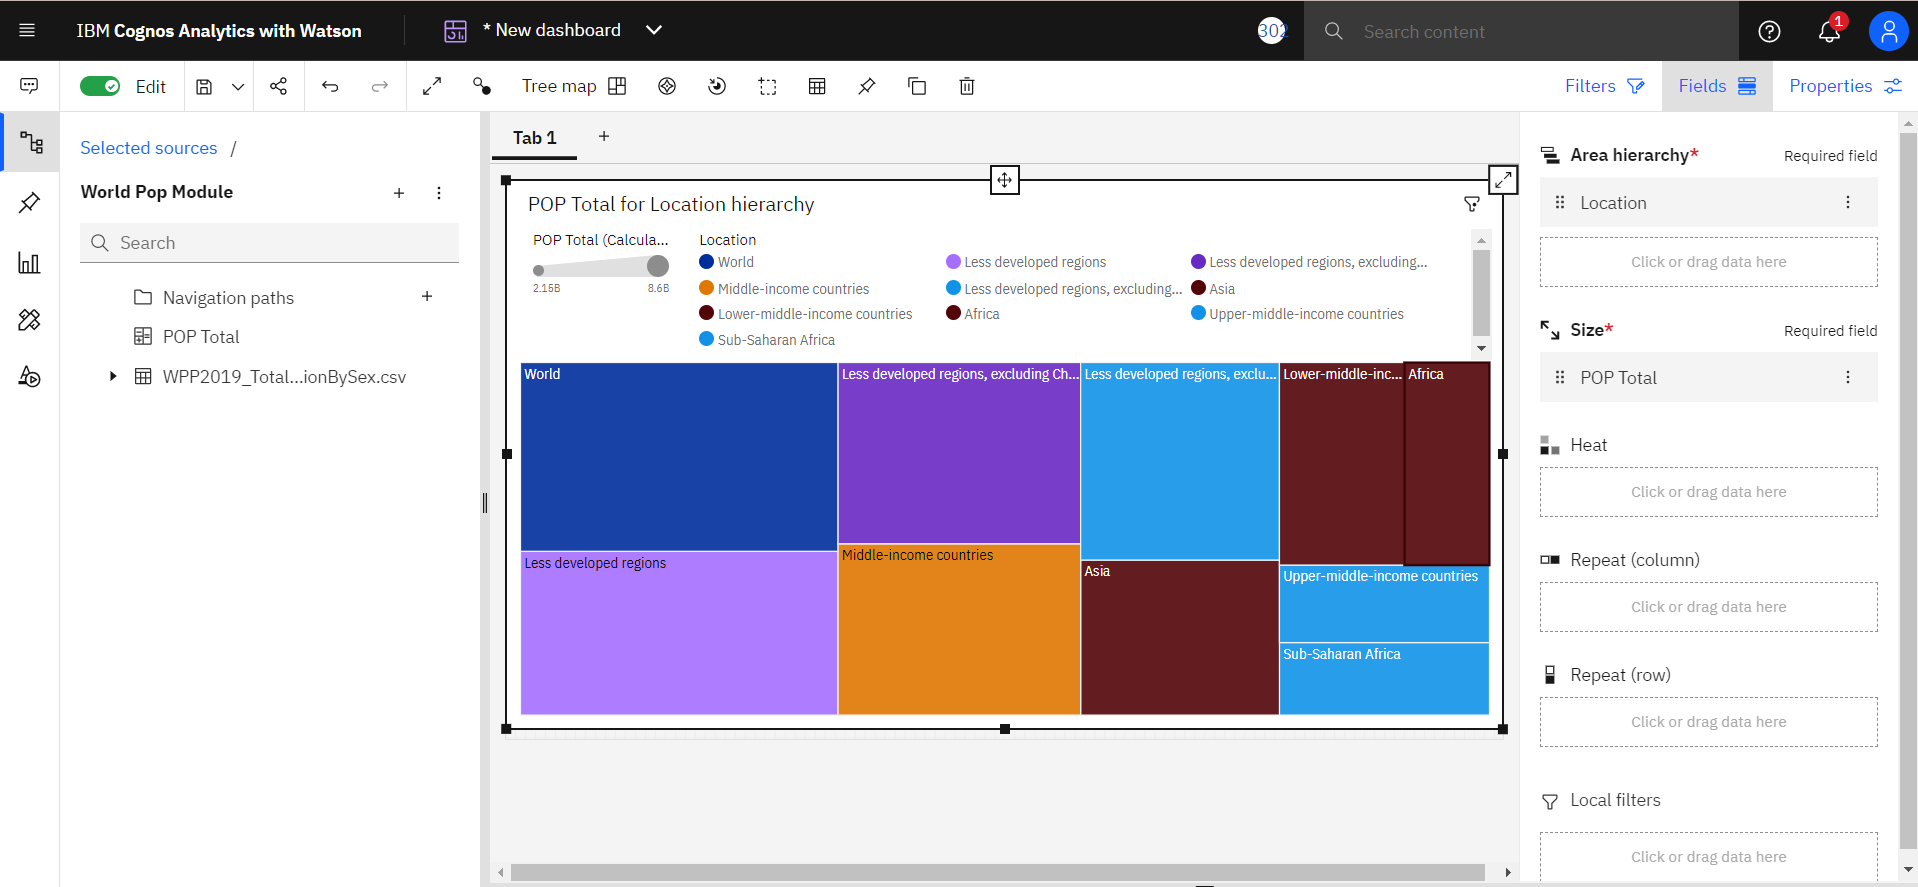 IBM Cognos Analytics with Watson
* New dashboard
302
Search content
1
Edit
Tree map
Filters
Fields
Properties
Selected sources /
World Pop Module
Search
Navigation paths
POP Total
WPP2019_Total...ionBySex.csv
Tab 1
POP Total for Location hierarchy
POP Total (Calcula...
2.15B 8.6B
Location
World
Less developed regions
Less developed regions, excluding...
Middle-income countries
Less developed regions, excluding...
Asia
Lower-middle-income countries
Africa
Upper-middle-income countries
Sub-Saharan Africa
World
Less developed regions, excluding Ch...
Less developed regions, exclu...
Lower-middle-inc...
Africa
Less developed regions
Middle-income countries
Asia
Upper-middle-income countries
Sub-Saharan Africa
Area hierarchy* Required field
Location
Click or drag data here
Size* Required field
POP Total
Heat
Click or drag data here
Repeat (column)
Click or drag data here
Repeat (row)
Click or drag data here
Local filters
Click or drag data here